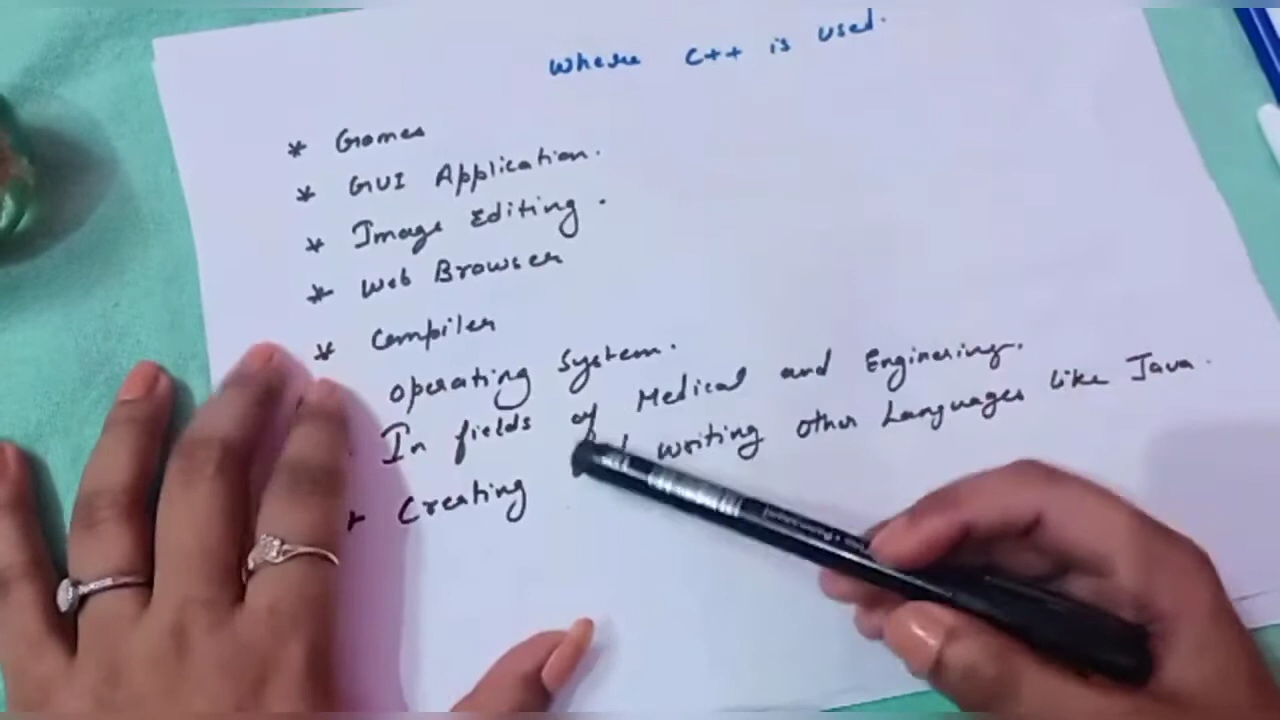 Where C++ is used.
* Games
* GUI Application.
* Image Editing.
* Web Browser
* Compiler
operating System.
In fields of Medical and Enginering.
* Creating writing other Languages like Java.